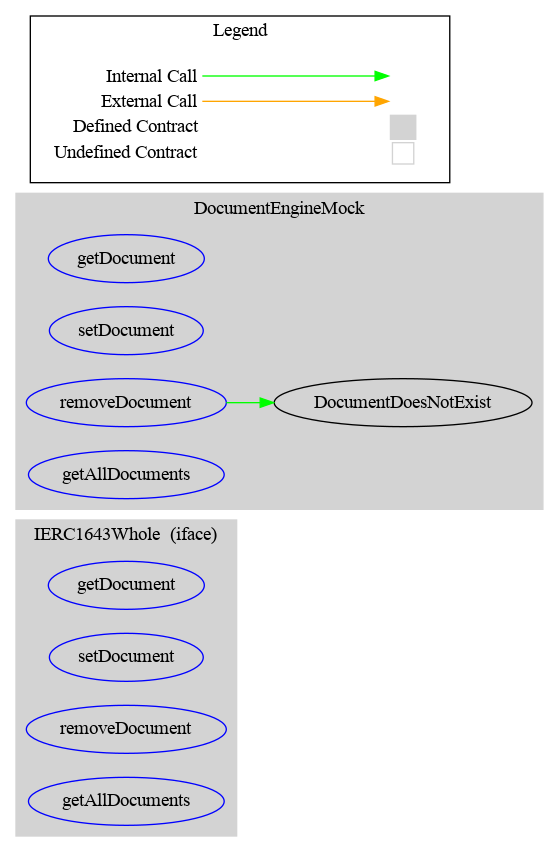 Legend
Internal Call
External Call
Defined Contract
Undefined Contract
DocumentEngineMock
getDocument
setDocument
removeDocument
DocumentDoesNotExist
getAllDocuments
IERC1643Whole  (iface)
getDocument
setDocument
removeDocument
getAllDocuments